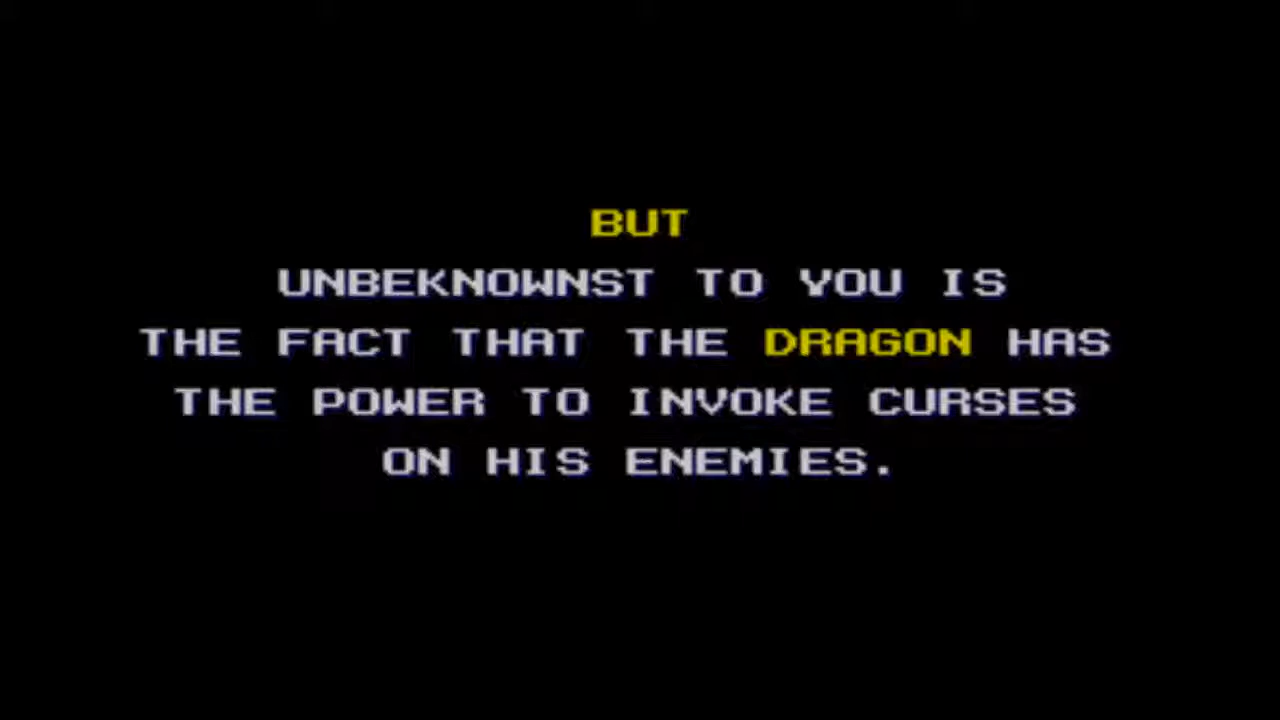 BUT
UNBEKNOWNST TO YOU IS
THE FACT THAT THE DRAGON HAS
THE POWER TO INVOKE CURSES
ON HIS ENEMIES.